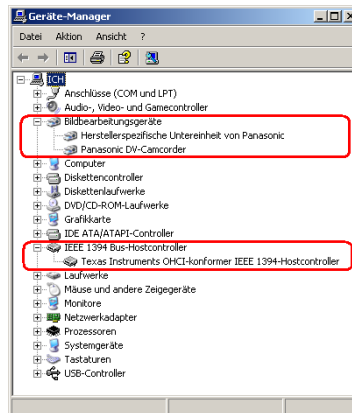 Geräte-Manager
Datei Aktion Ansicht ?
ICH
Anschlüsse (COM und LPT)
Audio-, Video- und Gamecontroller
Bildbearbeitungsgeräte
Herstellerspezifische Untereinheit von Panasonic
Panasonic DV-Camcorder
Computer
Diskettencontroller
Diskettenlaufwerke
DVD/CD-ROM-Laufwerke
Grafikkarte
IDE ATA/ATAPI-Controller
IEEE 1394 Bus-Hostcontroller
Texas Instruments OHCI-konformer IEEE 1394-Hostcontroller
Laufwerke
Mäuse und andere Zeigegeräte
Monitore
Netzwerkadapter
Prozessoren
Systemgeräte
Tastaturen
USB-Controller